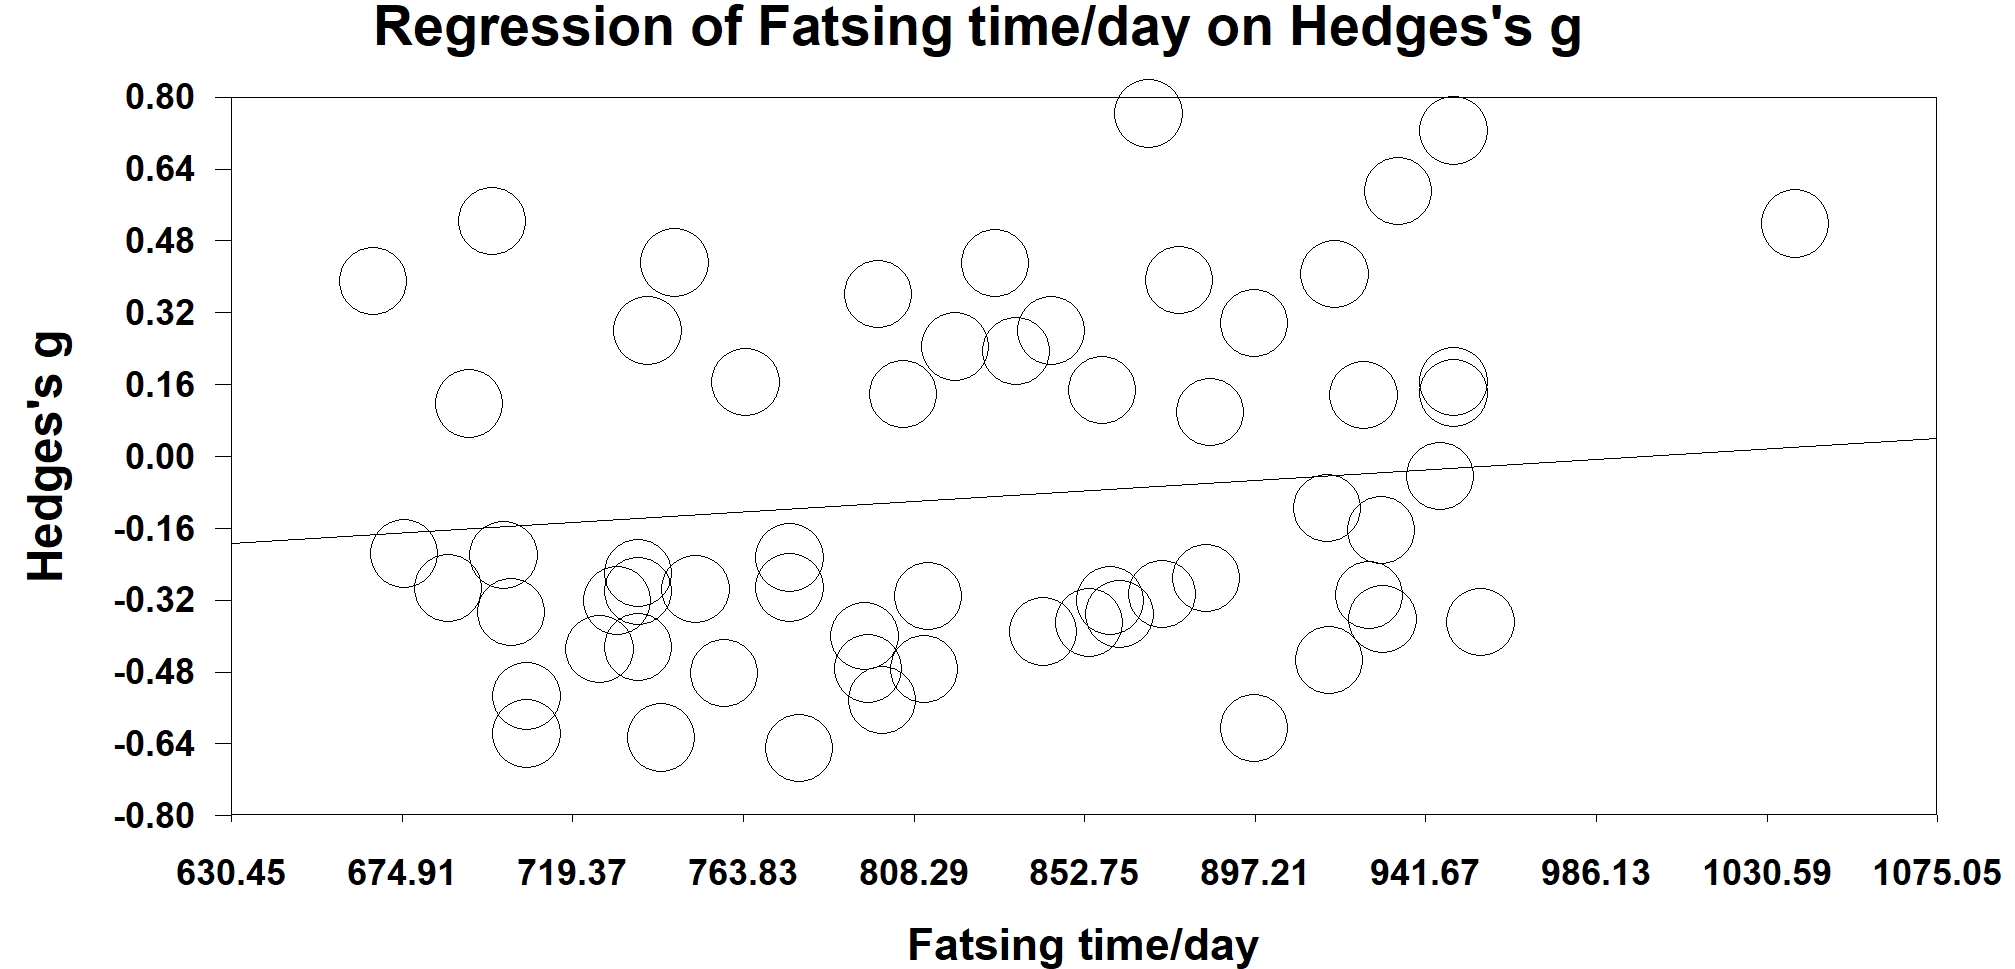 Regression of Fatsing time/day on Hedges's g
0.80
0.64
0.48
0.32
0.16
0.00
-0.16
-0.32
-0.48
-0.64
-0.80
Hedges's g
630.45 674.91 719.37 763.83 808.29 852.75 897.21 941.67 986.13 1030.59 1075.05
Fatsing time/day